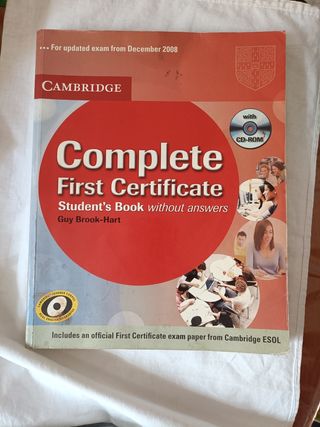 ... For updated exam from December 2008
CAMBRIDGE
with
CD-ROM
Complete
First Certificate
Student's Book without answers
Guy Brook-Hart
Includes an official First Certificate exam paper from Cambridge ESOL